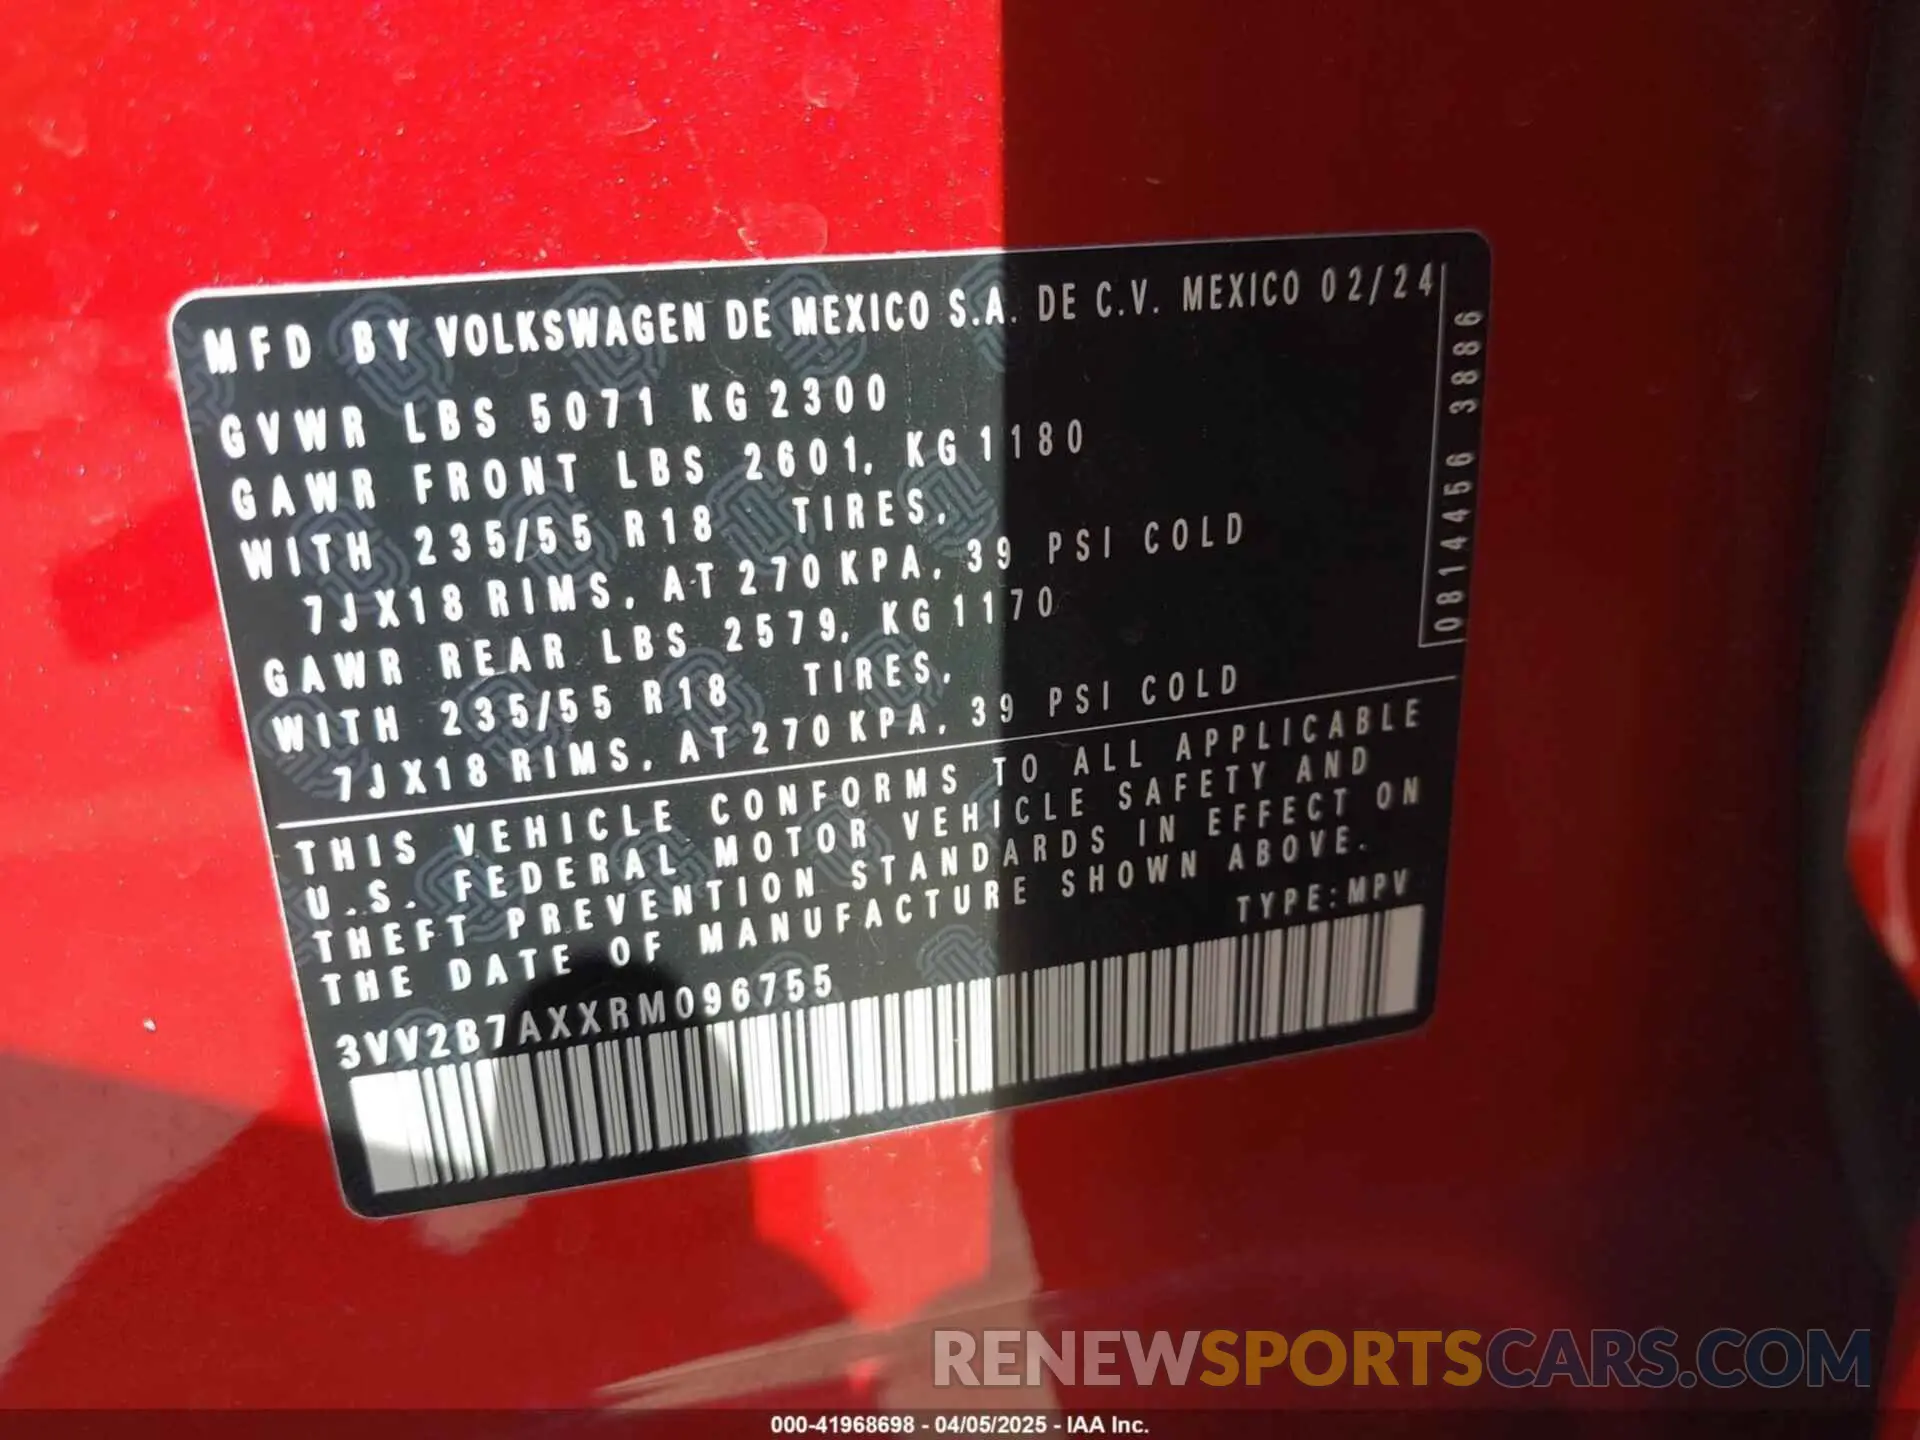 MFD BY VOLKSWAGEN DE MEXICO S.A. DE C.V. MEXICO 02/24
GVWR LBS 5071 KG 2300
GAWR FRONT LBS 2601, KG 1180
WITH 235/55 R18 TIRES,
7JX18 RIMS, AT 270 KPA, 39 PSI COLD
GAWR REAR LBS 2579, KG 1170
WITH 235/55 R18 TIRES,
7JX18 RIMS, AT 270 KPA, 39 PSI COLD
0814456 3886
THIS VEHICLE CONFORMS TO ALL APPLICABLE
U.S. FEDERAL MOTOR VEHICLE SAFETY AND
THEFT PREVENTION STANDARDS IN EFFECT ON
THE DATE OF MANUFACTURE SHOWN ABOVE.
TYPE: MPV
3VV2B7AXXRM096755
RENEWSPORTSCARS.COM
000-41968698 - 04/05/2025 - IAA Inc.